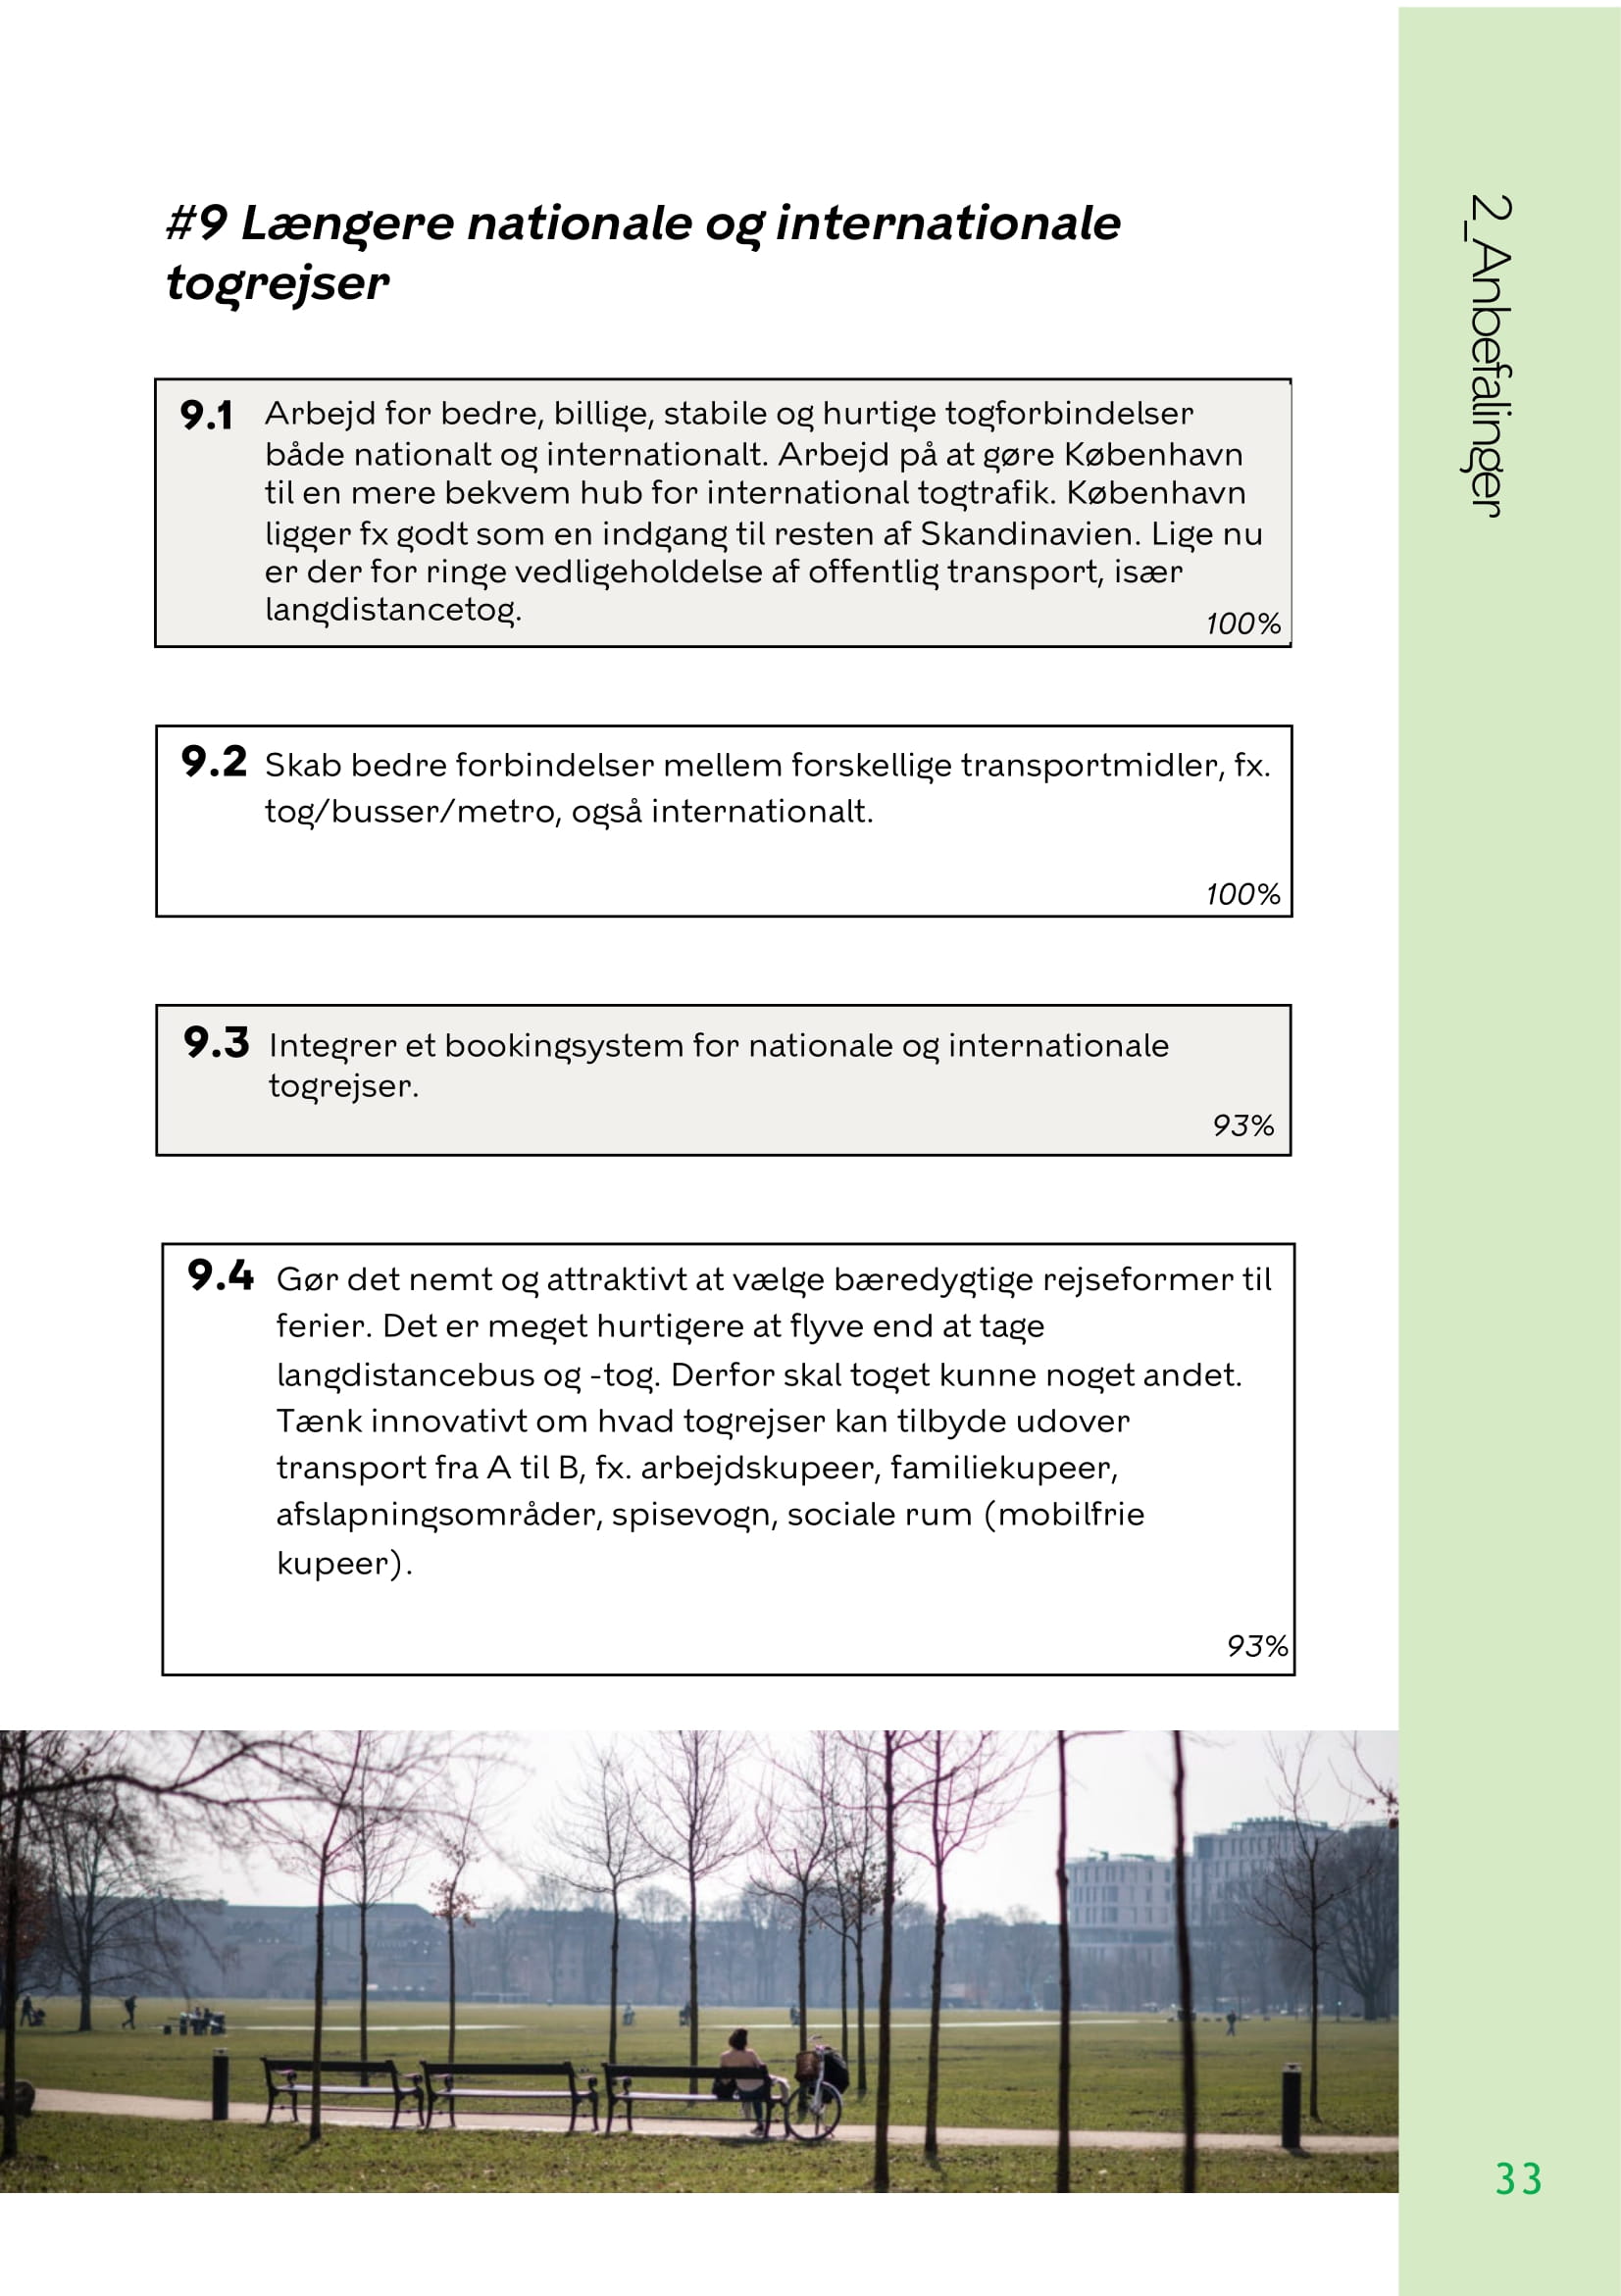 #9 Længere nationale og internationale
togrejser
9.1 Arbejd for bedre, billige, stabile og hurtige togforbindelser
både nationalt og internationalt. Arbejd på at gøre København
til en mere bekvem hub for international togtrafik. København
ligger fx godt som en indgang til resten af Skandinavien. Lige nu
er der for ringe vedligeholdelse af offentlig transport, især
langdistancetog.
100%
9.2 Skab bedre forbindelser mellem forskellige transportmidler, fx.
tog/busser/metro, også internationalt.
100%
9.3 Integrer et bookingsystem for nationale og internationale
togrejser.
93%
9.4 Gør det nemt og attraktivt at vælge bæredygtige rejseformer til
ferier. Det er meget hurtigere at flyve end at tage
langdistancebus og -tog. Derfor skal toget kunne noget andet.
Tænk innovativt om hvad togrejser kan tilbyde udover
transport fra A til B, fx. arbejdskupeer, familiekupeer,
afslapningsområder, spisevogn, sociale rum (mobilfrie
kupeer).
93%
2_Anbefalinger
33